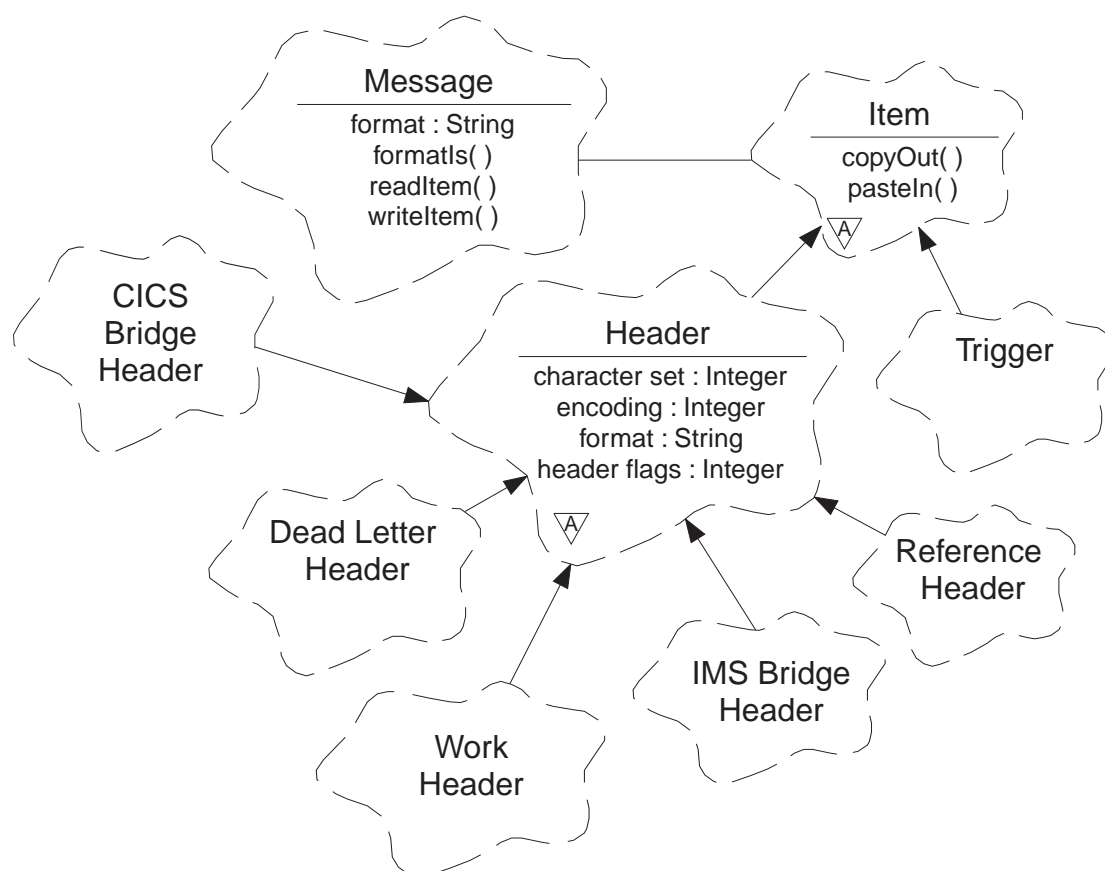 Message
format : String
formatIs( )
readItem( )
writeItem( )
Item
copyOut( )
pasteIn( )
A
CICS
Bridge
Header
Header
character set : Integer
encoding : Integer
format : String
header flags : Integer
A
Trigger
Dead Letter
Header
Reference
Header
IMS Bridge
Header
Work
Header